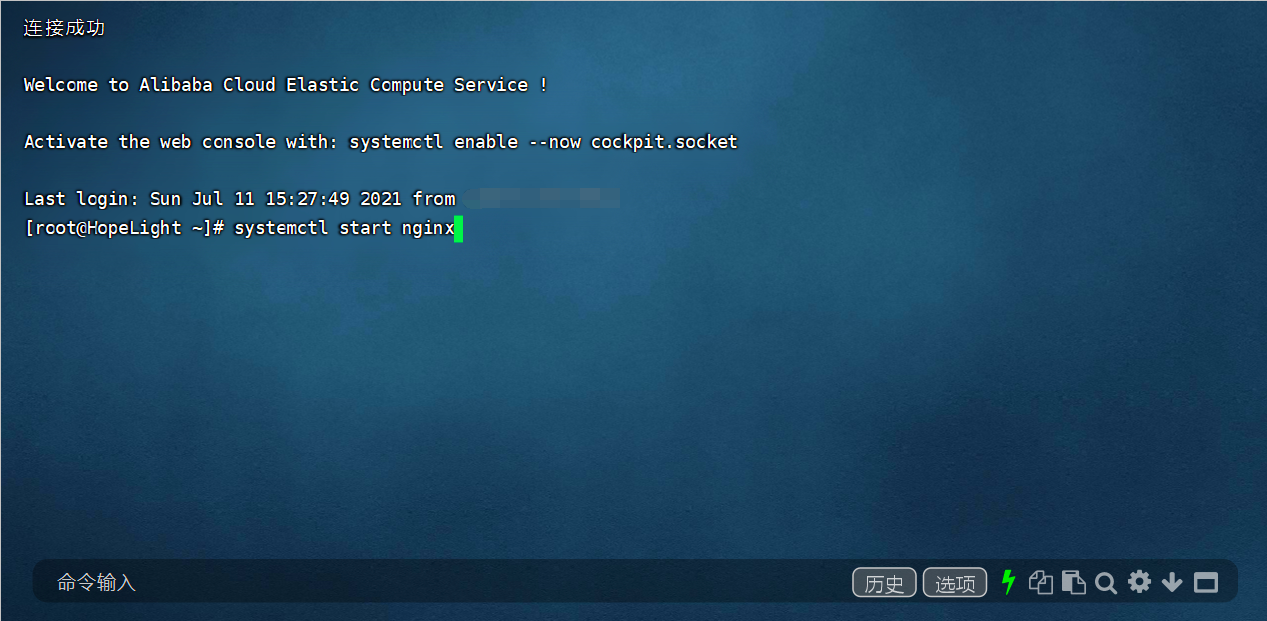 连接成功
Welcome to Alibaba Cloud Elastic Compute Service !
Activate the web console with: systemctl enable --now cockpit.socket
Last login: Sun Jul 11 15:27:49 2021 from
[root@HopeLight ~]# systemctl start nginx
命令输入
历史
选项